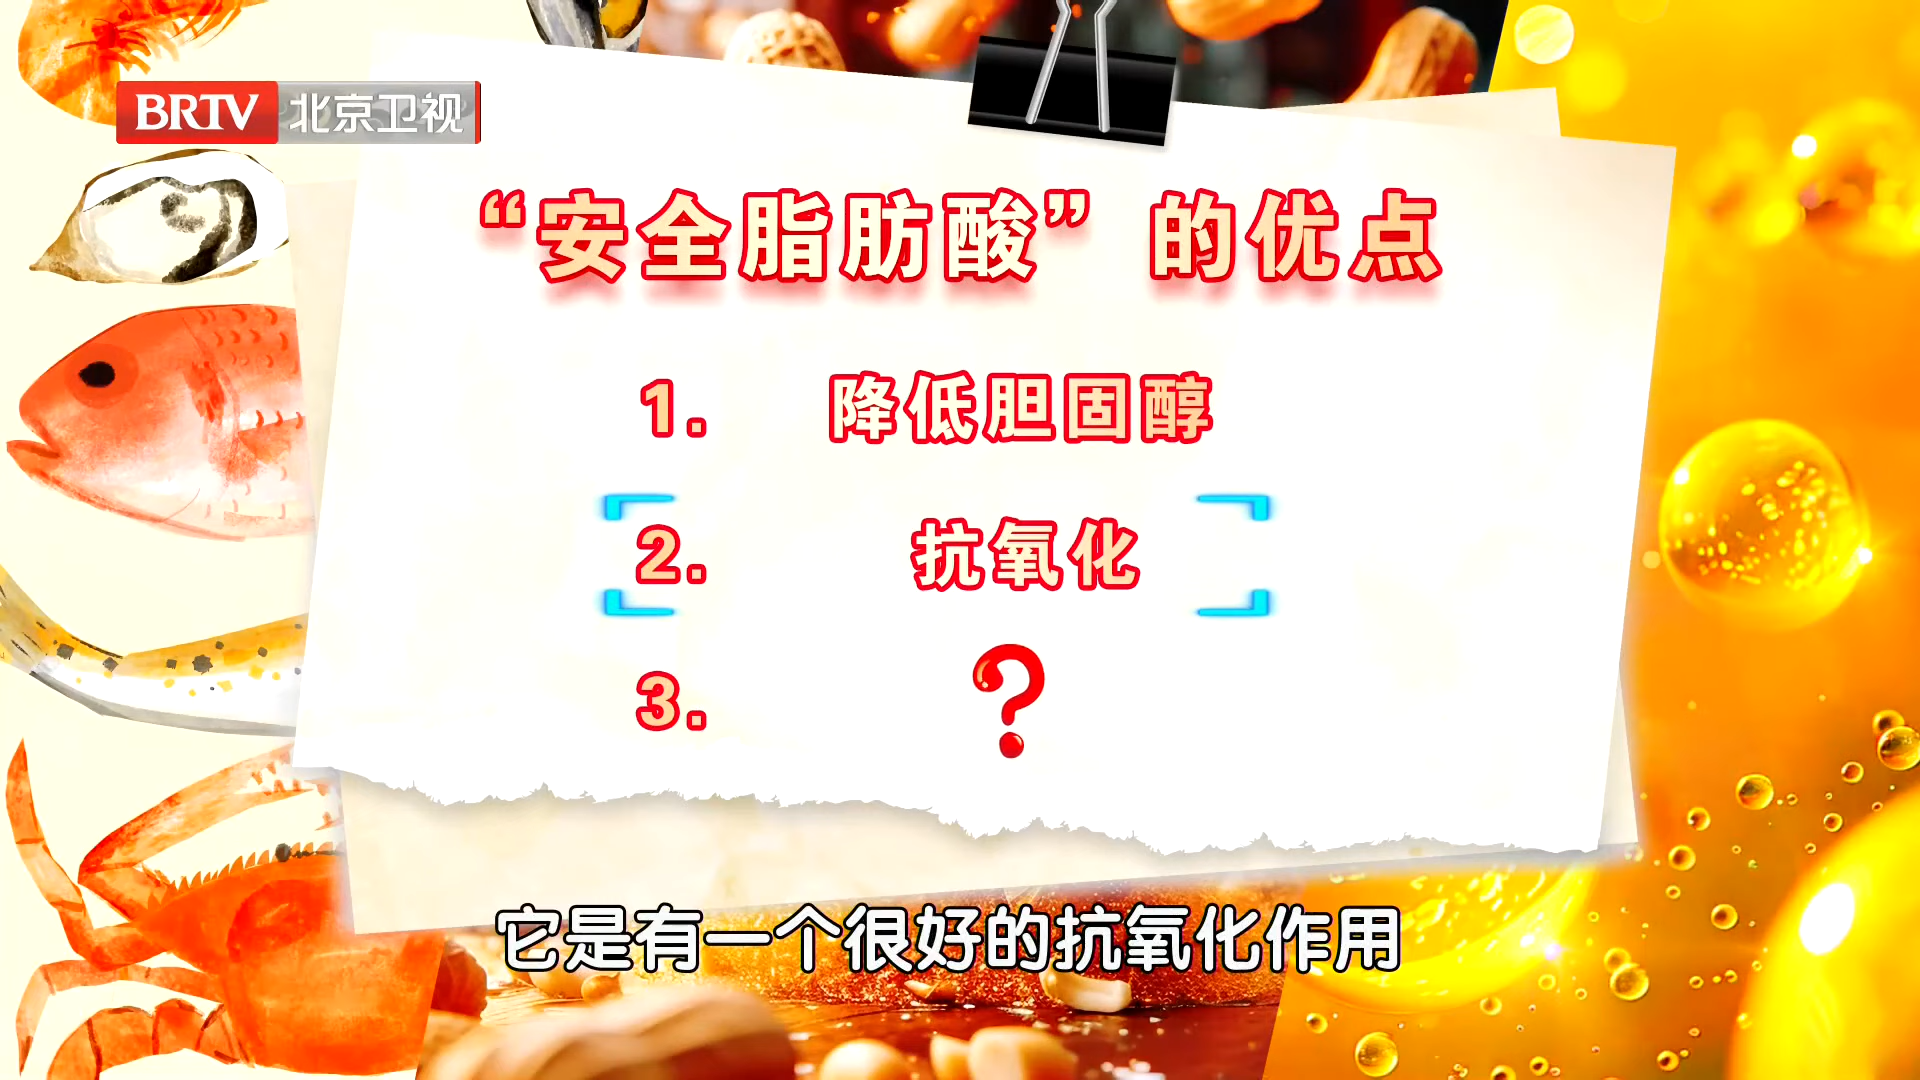 BRTV 北京卫视
“安全脂肪酸”的优点
1. 降低胆固醇
2. 抗氧化
3. ?
它是有一个很好的抗氧化作用